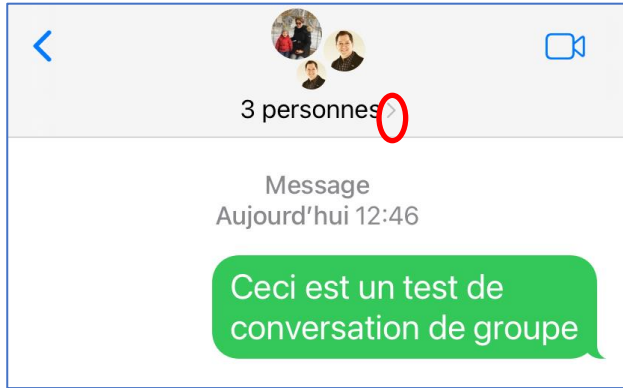 3 personnes >
Message
Aujourd'hui 12:46
Ceci est un test de
conversation de groupe